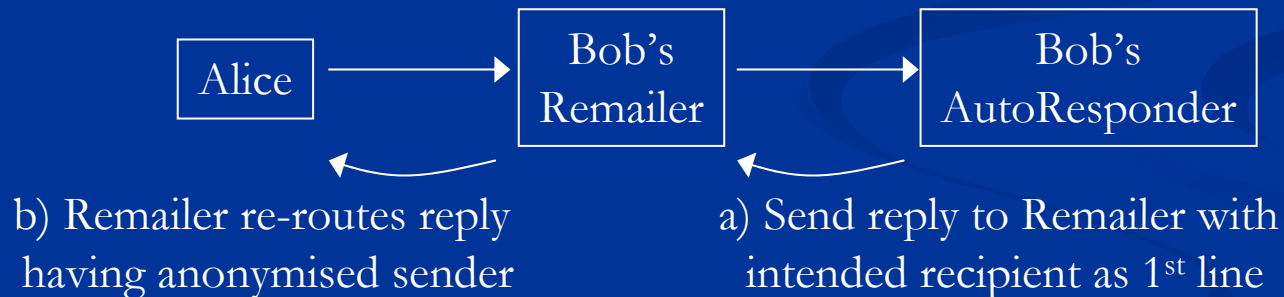 Alice
Bob’s
Remailer
Bob’s
AutoResponder
b) Remailer re-routes reply
having anonymised sender
a) Send reply to Remailer with
intended recipient as 1st line